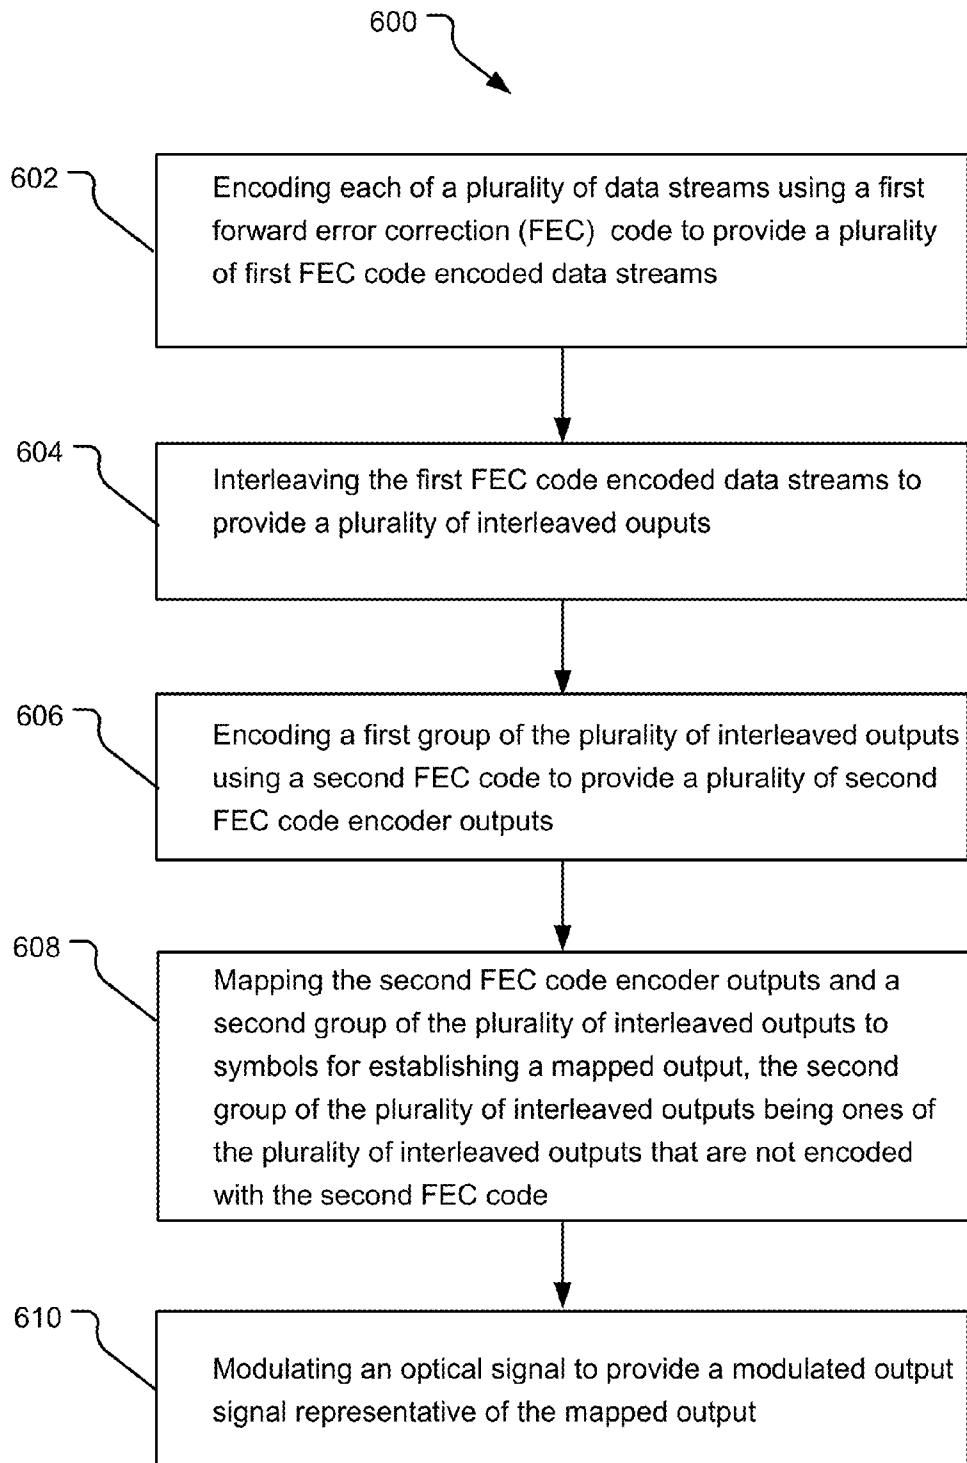 600
602
Encoding each of a plurality of data streams using a first
forward error correction (FEC) code to provide a plurality
of first FEC code encoded data streams
604
Interleaving the first FEC code encoded data streams to
provide a plurality of interleaved ouputs
606
Encoding a first group of the plurality of interleaved outputs
using a second FEC code to provide a plurality of second
FEC code encoder outputs
608
Mapping the second FEC code encoder outputs and a
second group of the plurality of interleaved outputs to
symbols for establishing a mapped output, the second
group of the plurality of interleaved outputs being ones of
the plurality of interleaved outputs that are not encoded
with the second FEC code
610
Modulating an optical signal to provide a modulated output
signal representative of the mapped output